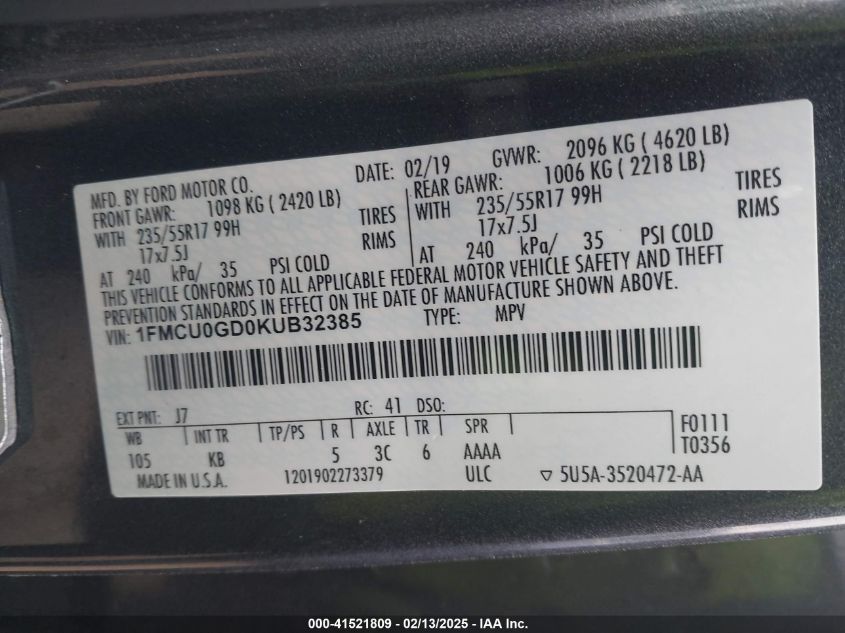 MFD. BY FORD MOTOR CO. DATE: 02/19 GVWR: 2096 KG ( 4620 LB)
FRONT GAWR: 1098 KG ( 2420 LB) REAR GAWR: 1006 KG ( 2218 LB)
WITH 235/55R17 99H TIRES WITH 235/55R17 99H TIRES
17x7.5J RIMS 17x7.5J RIMS
AT 240 kPa/ 35 PSI COLD AT 240 kPa/ 35 PSI COLD
THIS VEHICLE CONFORMS TO ALL APPLICABLE FEDERAL MOTOR VEHICLE SAFETY AND THEFT
PREVENTION STANDARDS IN EFFECT ON THE DATE OF MANUFACTURE SHOWN ABOVE.
VIN: 1FMCU0GD0KUB32385 TYPE: MPV
EXT PNT: J7 RC: 41 DSO:
WB INT TR TP/PS R AXLE TR SPR F0111
105 KB 5 3C 6 AAAA T0356
MADE IN U.S.A. 1201902273379 ULC ▽ 5U5A-3520472-AA
000-41521809 - 02/13/2025 - IAA Inc.